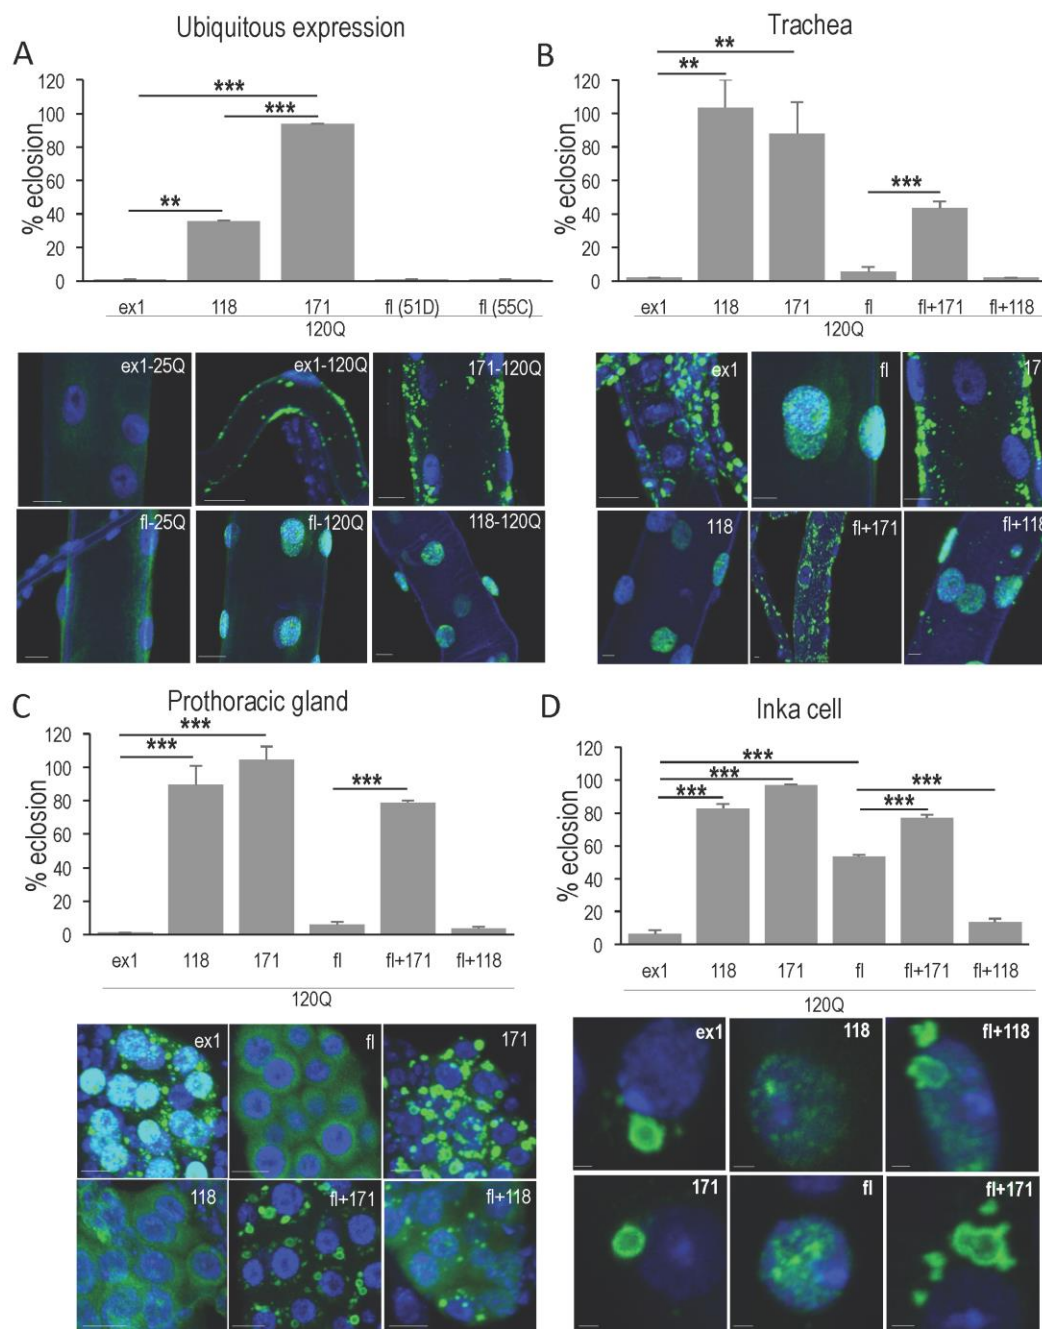 Ubiquitous expression
A
% eclosion
120
100
80
60
40
20
0
***
***
**
ex1 118 171 fl (51D) fl (55C)
120Q
ex1-25Q ex1-120Q 171-120Q
fl-25Q fl-120Q 118-120Q
Trachea
B
% eclosion
120
100
80
60
40
20
0
**
**
***
ex1 118 171 fl fl+171 fl+118
120Q
ex1 fl
118 fl+171 fl+118
Prothoracic gland
C
% eclosion
120
100
80
60
40
20
0
***
***
***
ex1 118 171 fl fl+171 fl+118
120Q
ex1 fl 171
118 fl+171 fl+118
Inka cell
D
% eclosion
120
100
80
60
40
20
0
***
***
***
***
***
ex1 118 171 fl fl+171 fl+118
120Q
ex1 118 fl+118
171 fl fl+171